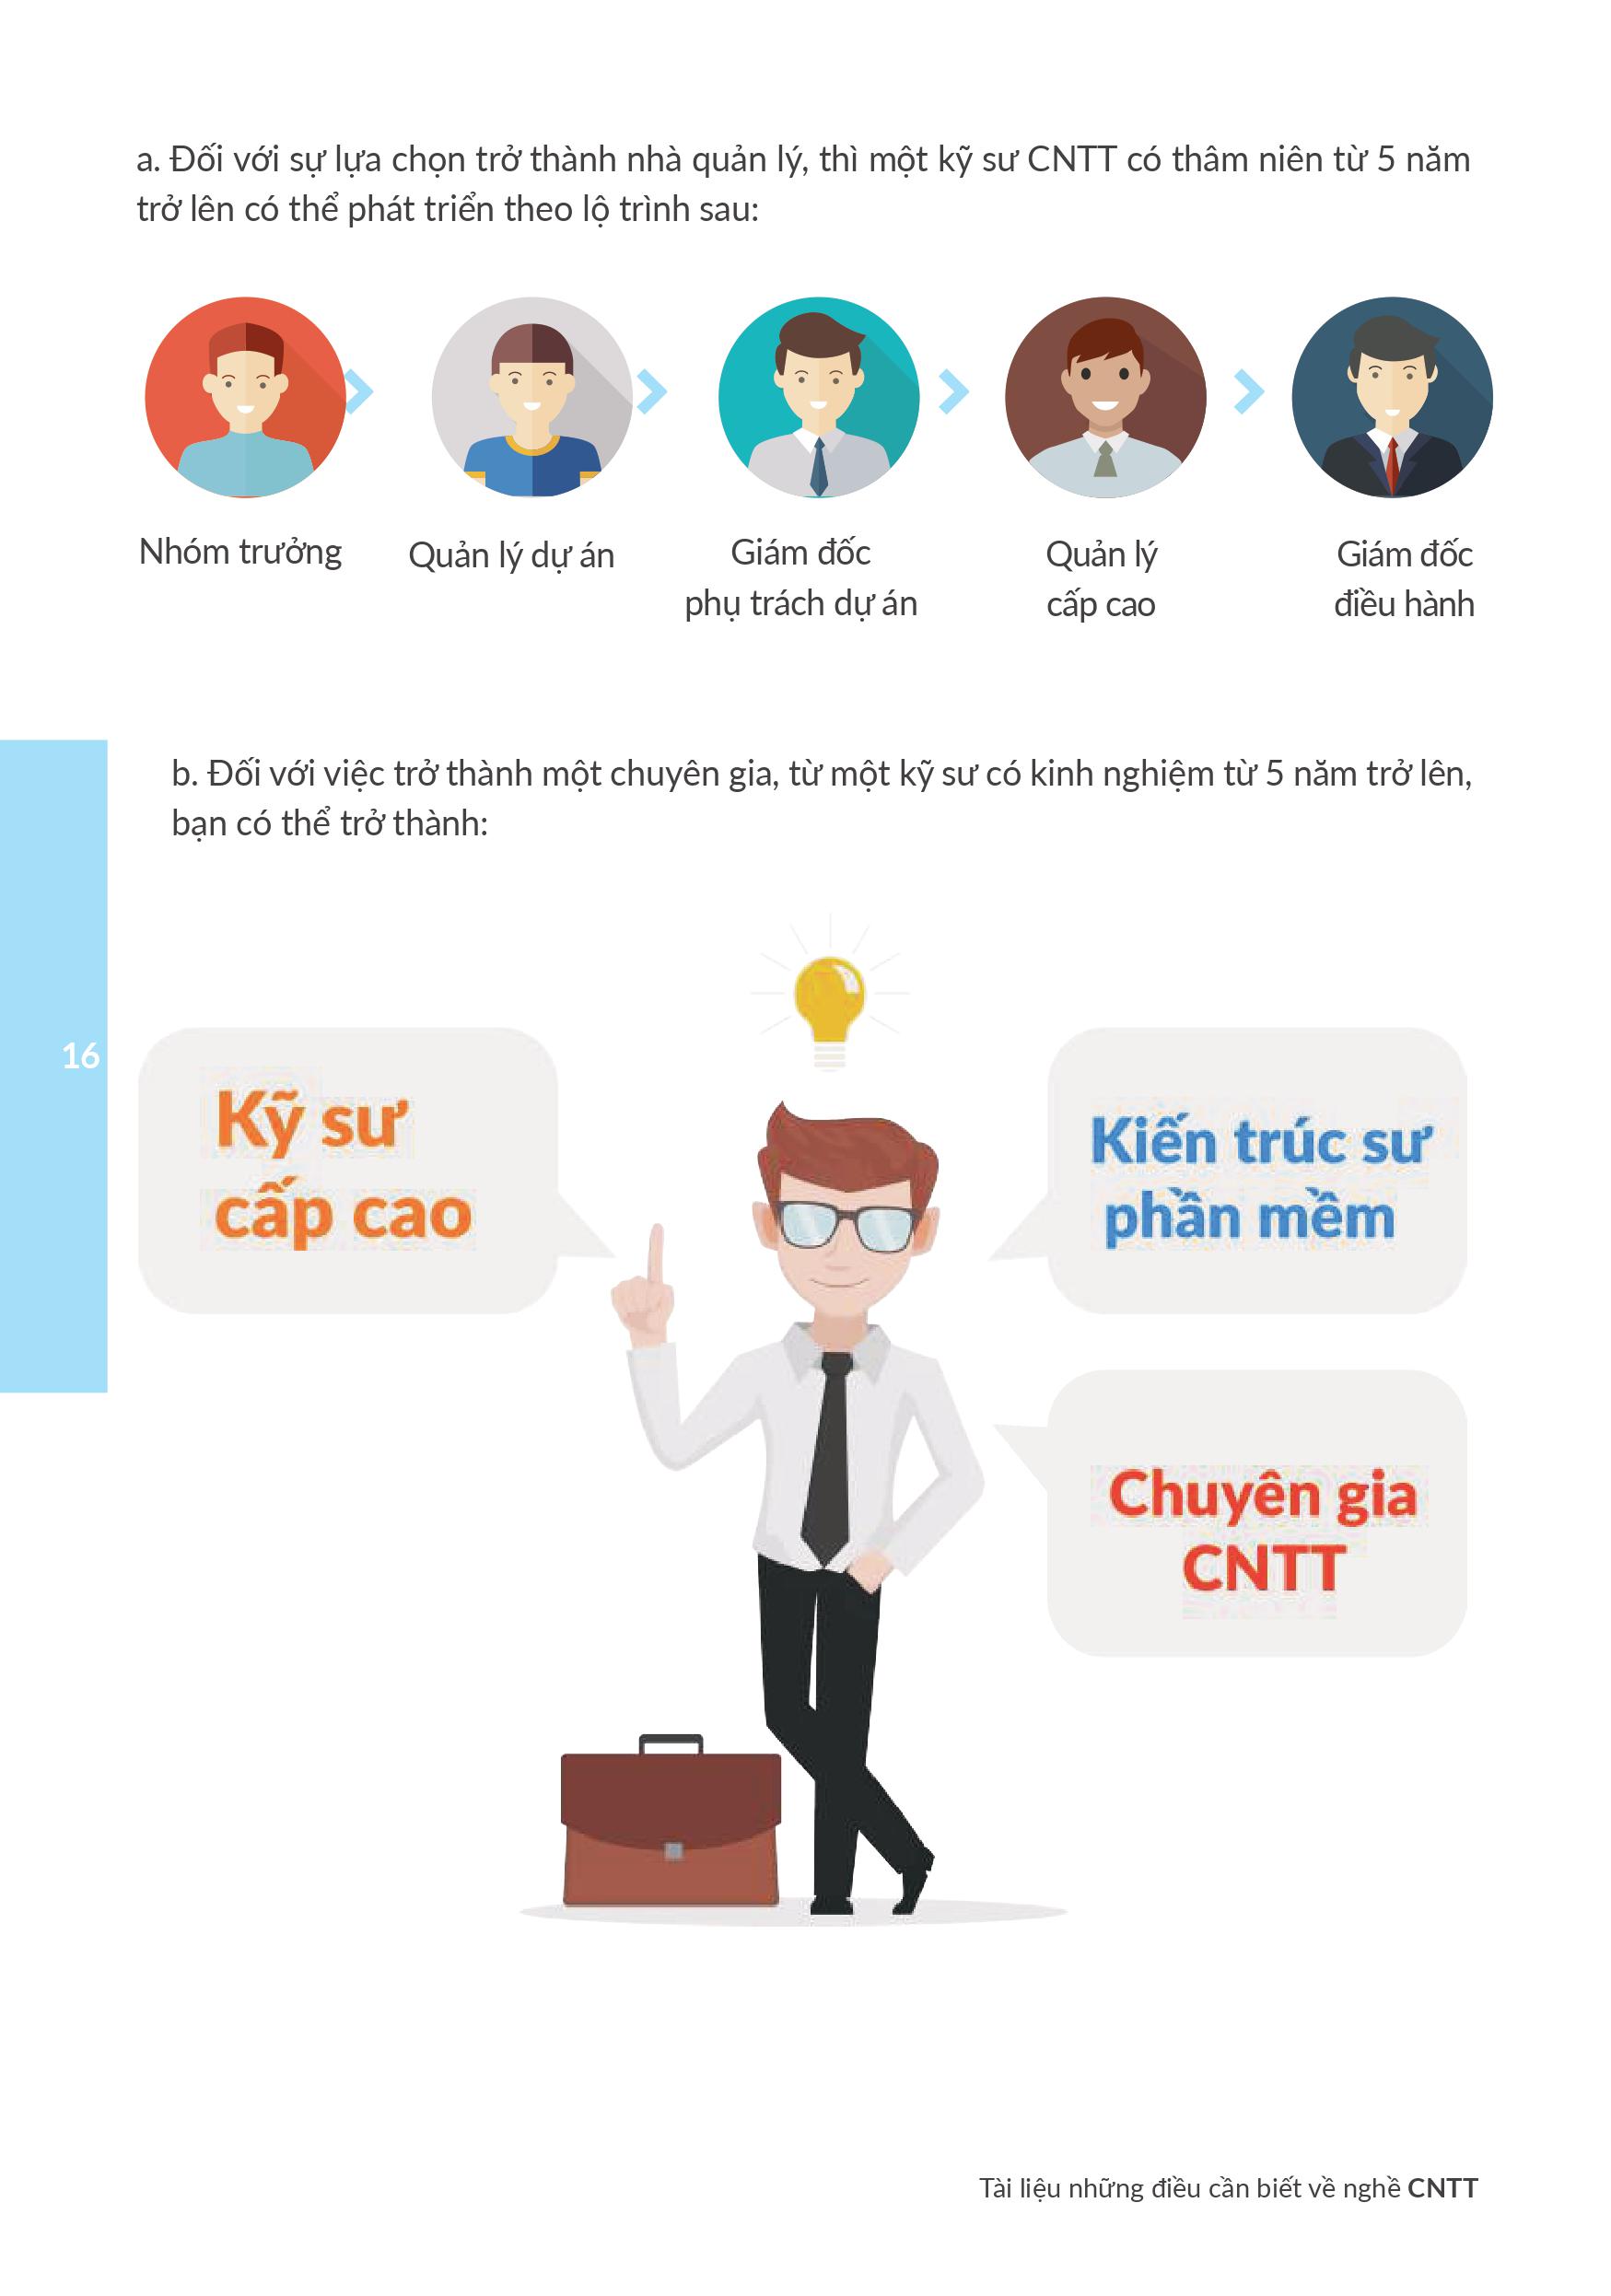 a. Đối với sự lựa chọn trở thành nhà quản lý, thì một kỹ sư CNTT có thâm niên từ 5 năm
trở lên có thể phát triển theo lộ trình sau:
Nhóm trưởng
Quản lý dự án
Giám đốc
phụ trách dự án
Quản lý
cấp cao
Giám đốc
điều hành
b. Đối với việc trở thành một chuyên gia, từ một kỹ sư có kinh nghiệm từ 5 năm trở lên,
bạn có thể trở thành:
16
Kỹ sư
cấp cao
Kiến trúc sư
phần mềm
Chuyên gia
CNTT
Tài liệu những điều cần biết về nghề CNTT